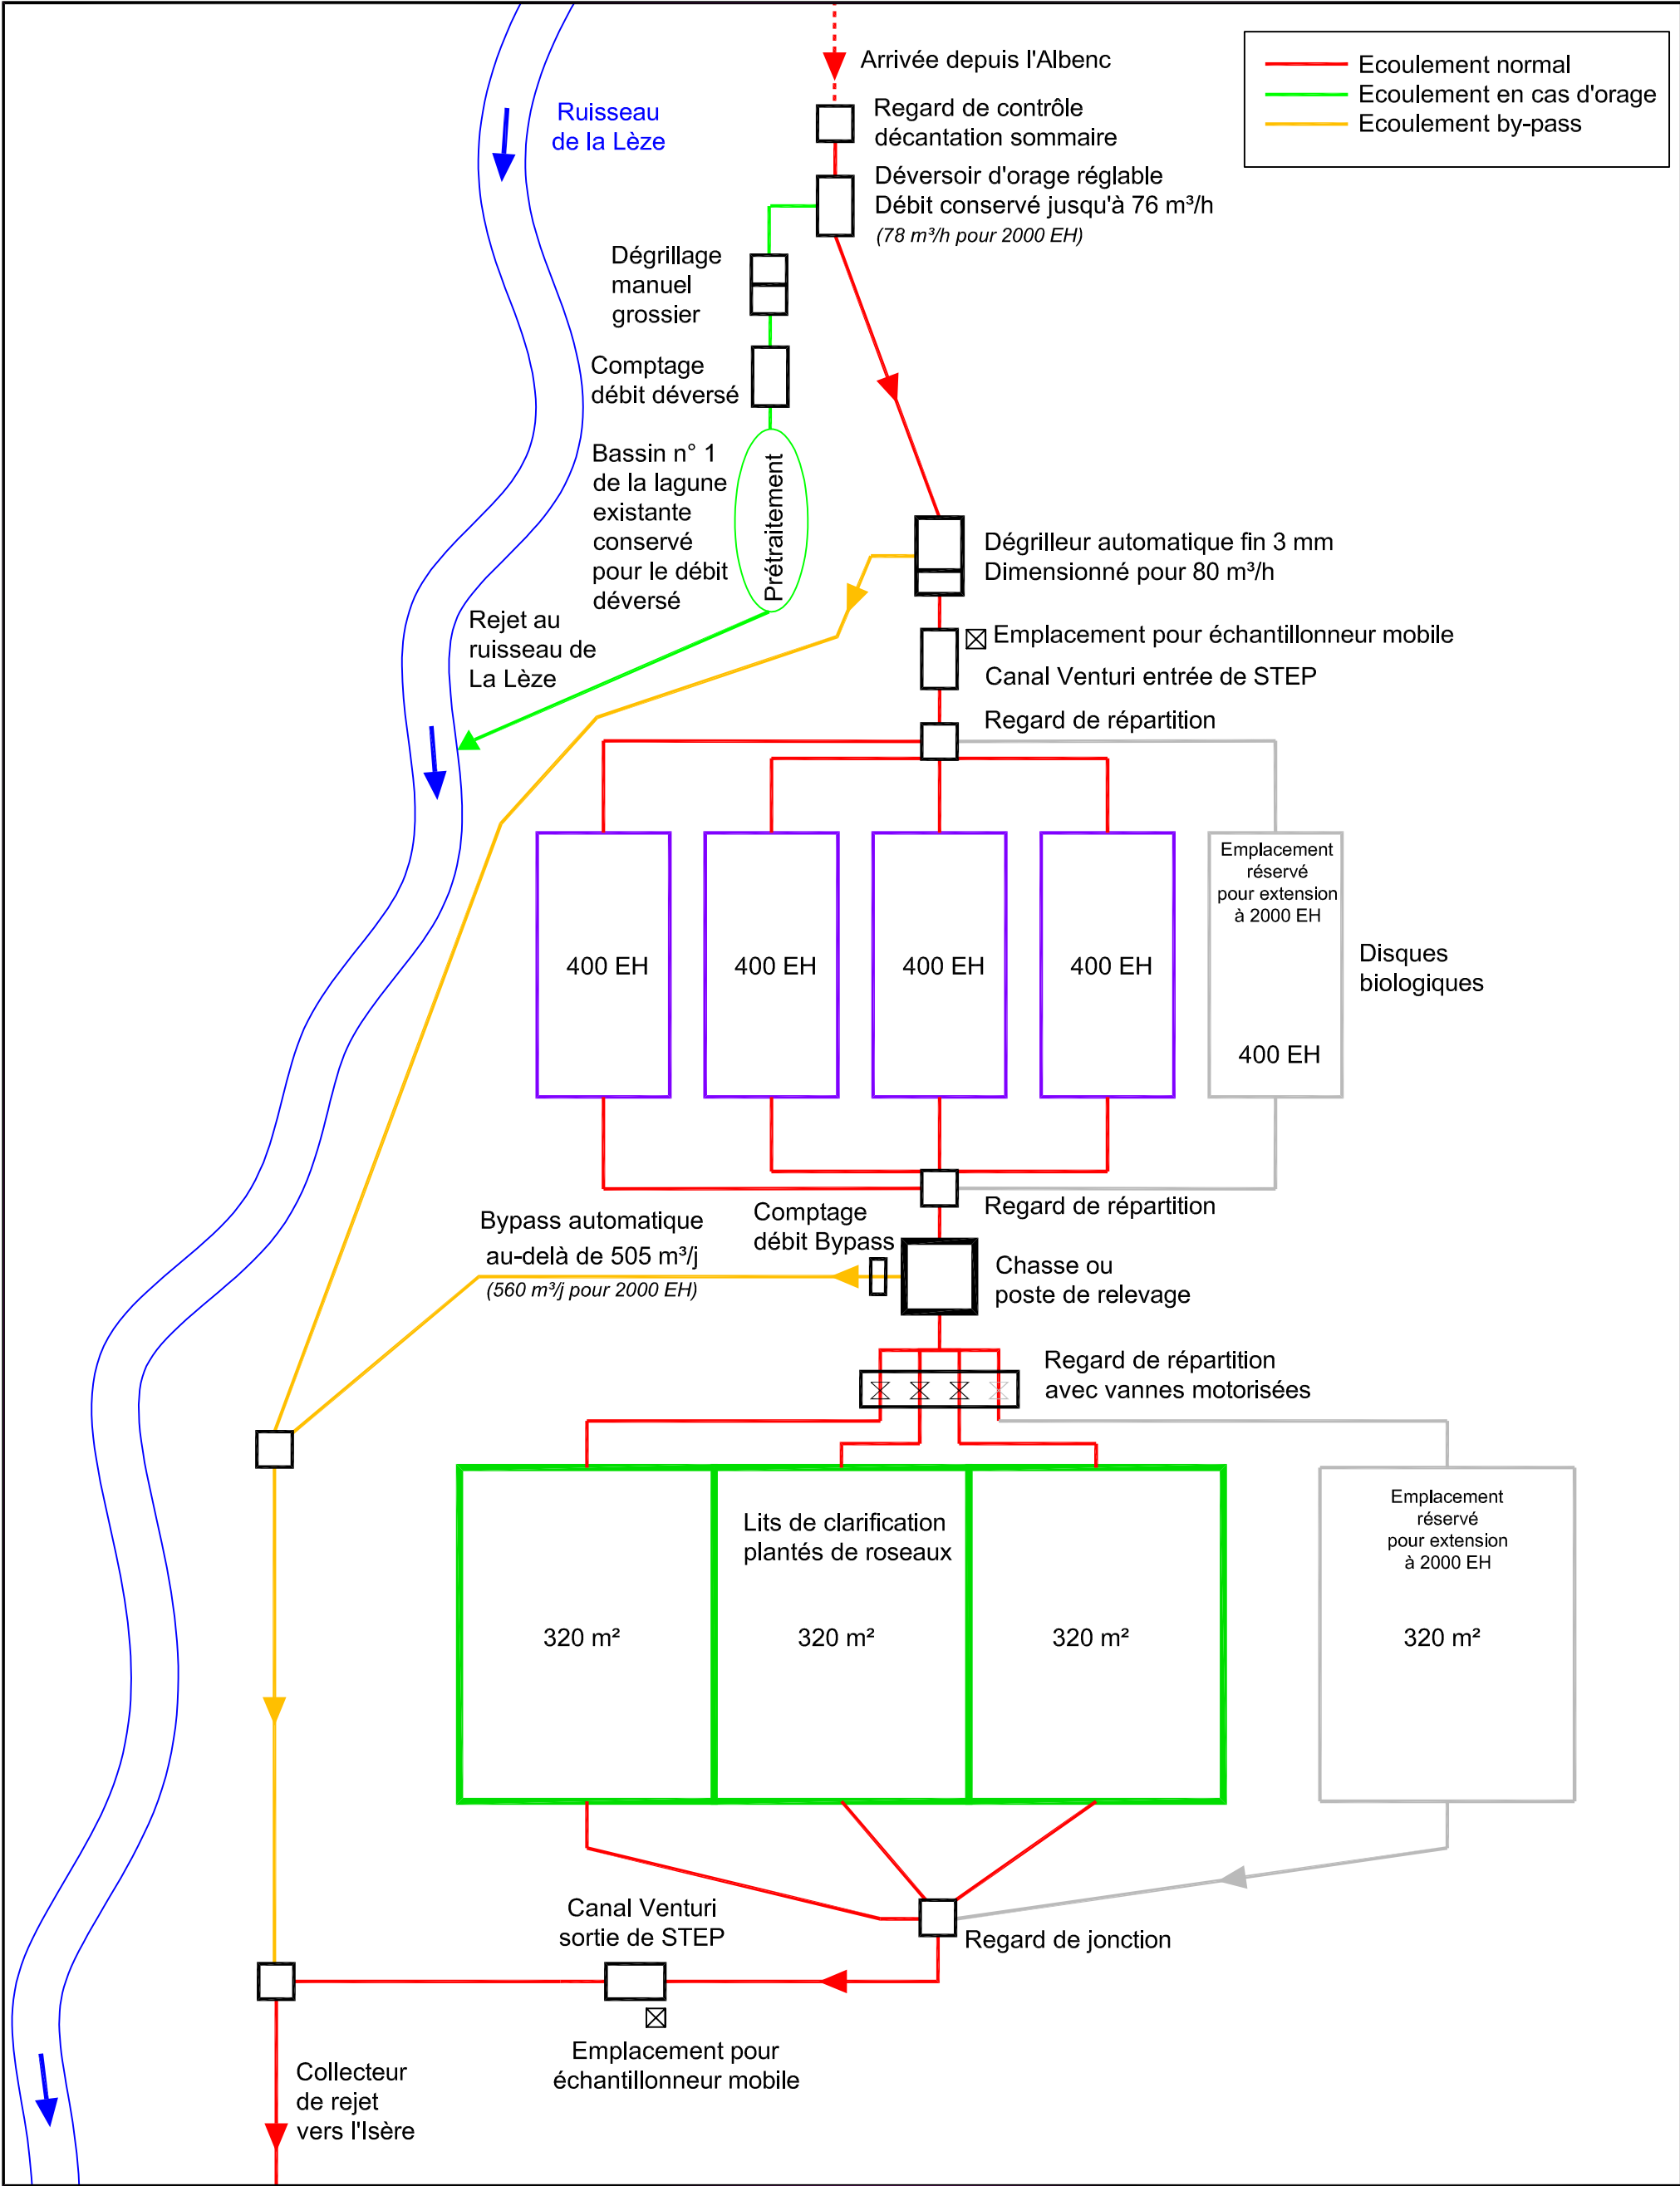 Arrivée depuis l'Albenc
Ecoulement normal
Ecoulement en cas d'orage
Ecoulement by-pass
Ruisseau
de la Lèze
Regard de contrôle
décantation sommaire
Déversoir d'orage réglable
Débit conservé jusqu'à 76 m³/h
(78 m³/h pour 2000 EH)
Dégrillage
manuel
grossier
Comptage
débit déversé
Bassin n° 1
de la lagune
existante
conservé
pour le débit
déversé
Prétraitement
Dégrilleur automatique fin 3 mm
Dimensionné pour 80 m³/h
Rejet au
ruisseau de
La Lèze
Emplacement pour échantillonneur mobile
Canal Venturi entrée de STEP
Regard de répartition
400 EH
400 EH
400 EH
400 EH
Emplacement
réservé
pour extension
à 2000 EH
400 EH
Disques
biologiques
Regard de répartition
Bypass automatique
au-delà de 505 m³/j
(560 m³/j pour 2000 EH)
Comptage
débit Bypass
Chasse ou
poste de relevage
Regard de répartition
avec vannes motorisées
Lits de clarification
plantés de roseaux
320 m²
320 m²
320 m²
Emplacement
réservé
pour extension
à 2000 EH
320 m²
Canal Venturi
sortie de STEP
Regard de jonction
Emplacement pour
échantillonneur mobile
Collecteur
de rejet
vers l'Isère